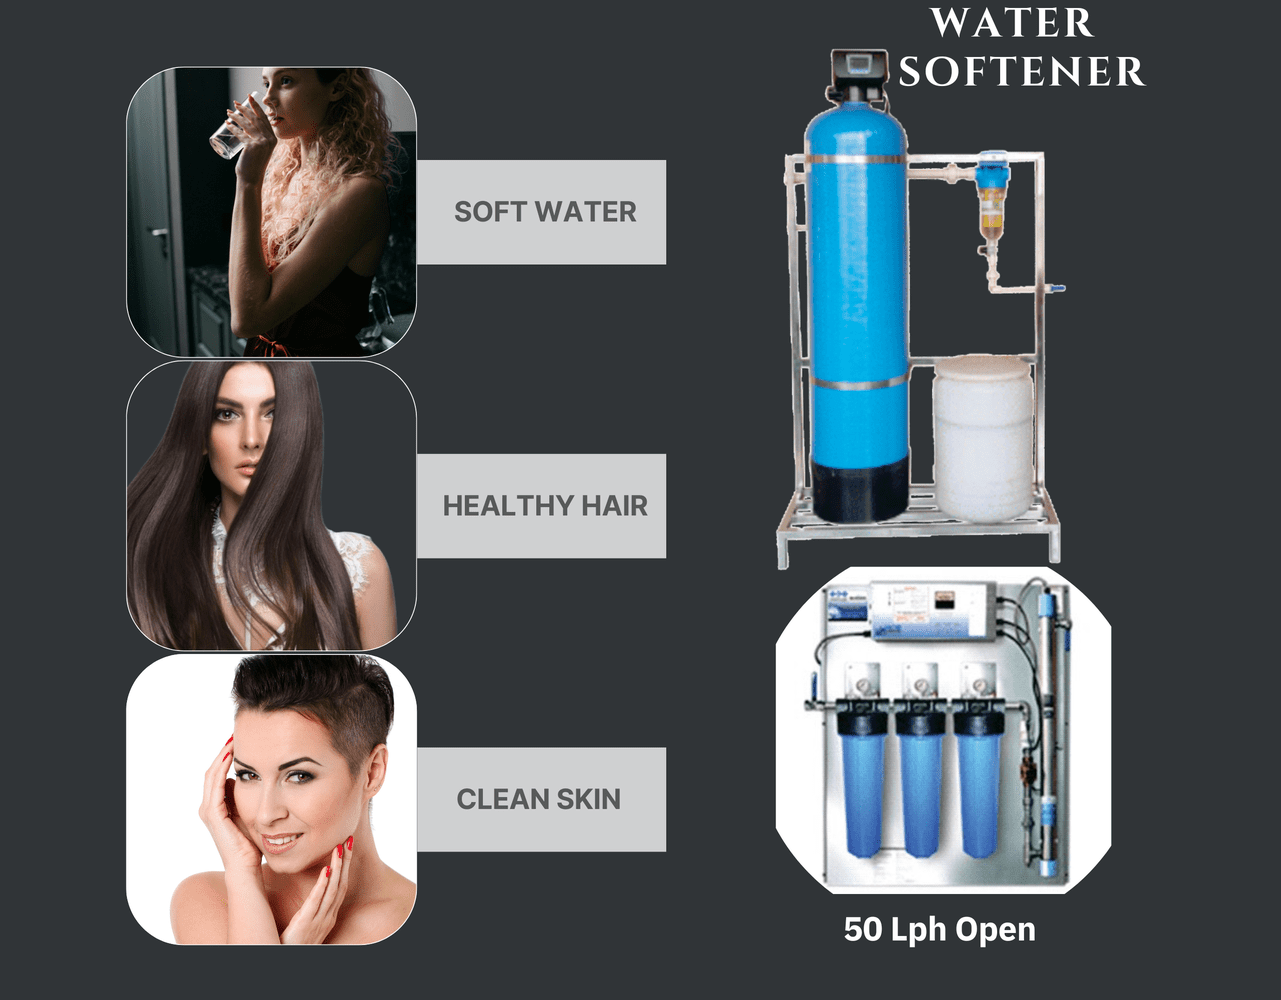 WATER
SOFTENER
SOFT WATER
HEALTHY HAIR
CLEAN SKIN
50 Lph Open